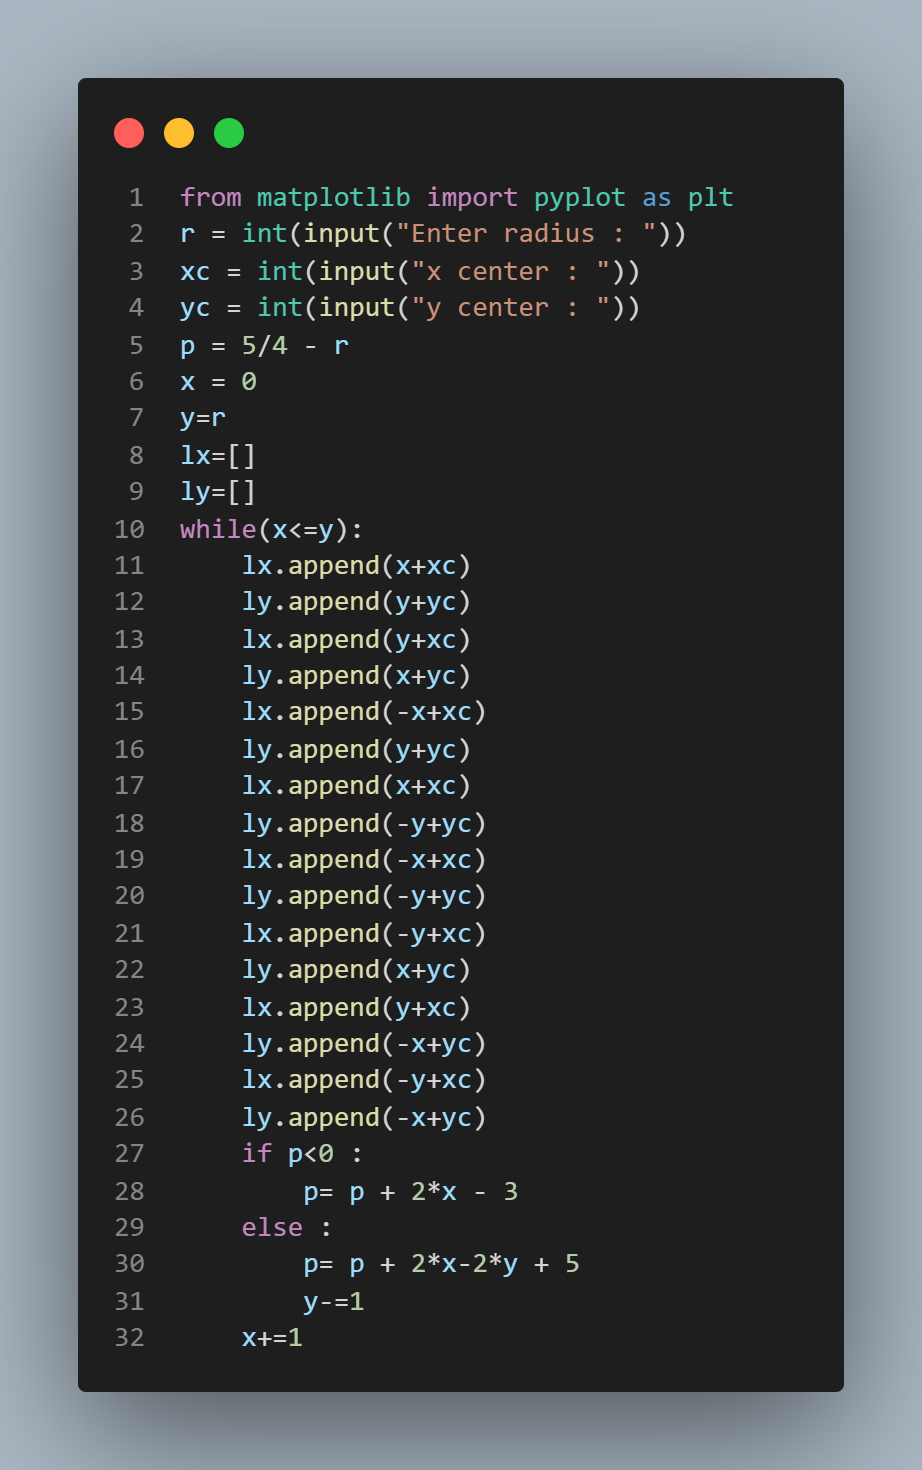 1 from matplotlib import pyplot as plt
2 r = int(input("Enter radius : "))
3 xc = int(input("x center : "))
4 yc = int(input("y center : "))
5 p = 5/4 - r
6 x = 0
7 y=r
8 lx=[]
9 ly=[]
10 while(x<=y):
11     lx.append(x+xc)
12     ly.append(y+yc)
13     lx.append(y+xc)
14     ly.append(x+yc)
15     lx.append(-x+xc)
16     ly.append(y+yc)
17     lx.append(x+xc)
18     ly.append(-y+yc)
19     lx.append(-x+xc)
20     ly.append(-y+yc)
21     lx.append(-y+xc)
22     ly.append(x+yc)
23     lx.append(y+xc)
24     ly.append(-x+yc)
25     lx.append(-y+xc)
26     ly.append(-x+yc)
27     if p<0 :
28         p= p + 2*x - 3
29     else :
30         p= p + 2*x-2*y + 5
31         y-=1
32     x+=1